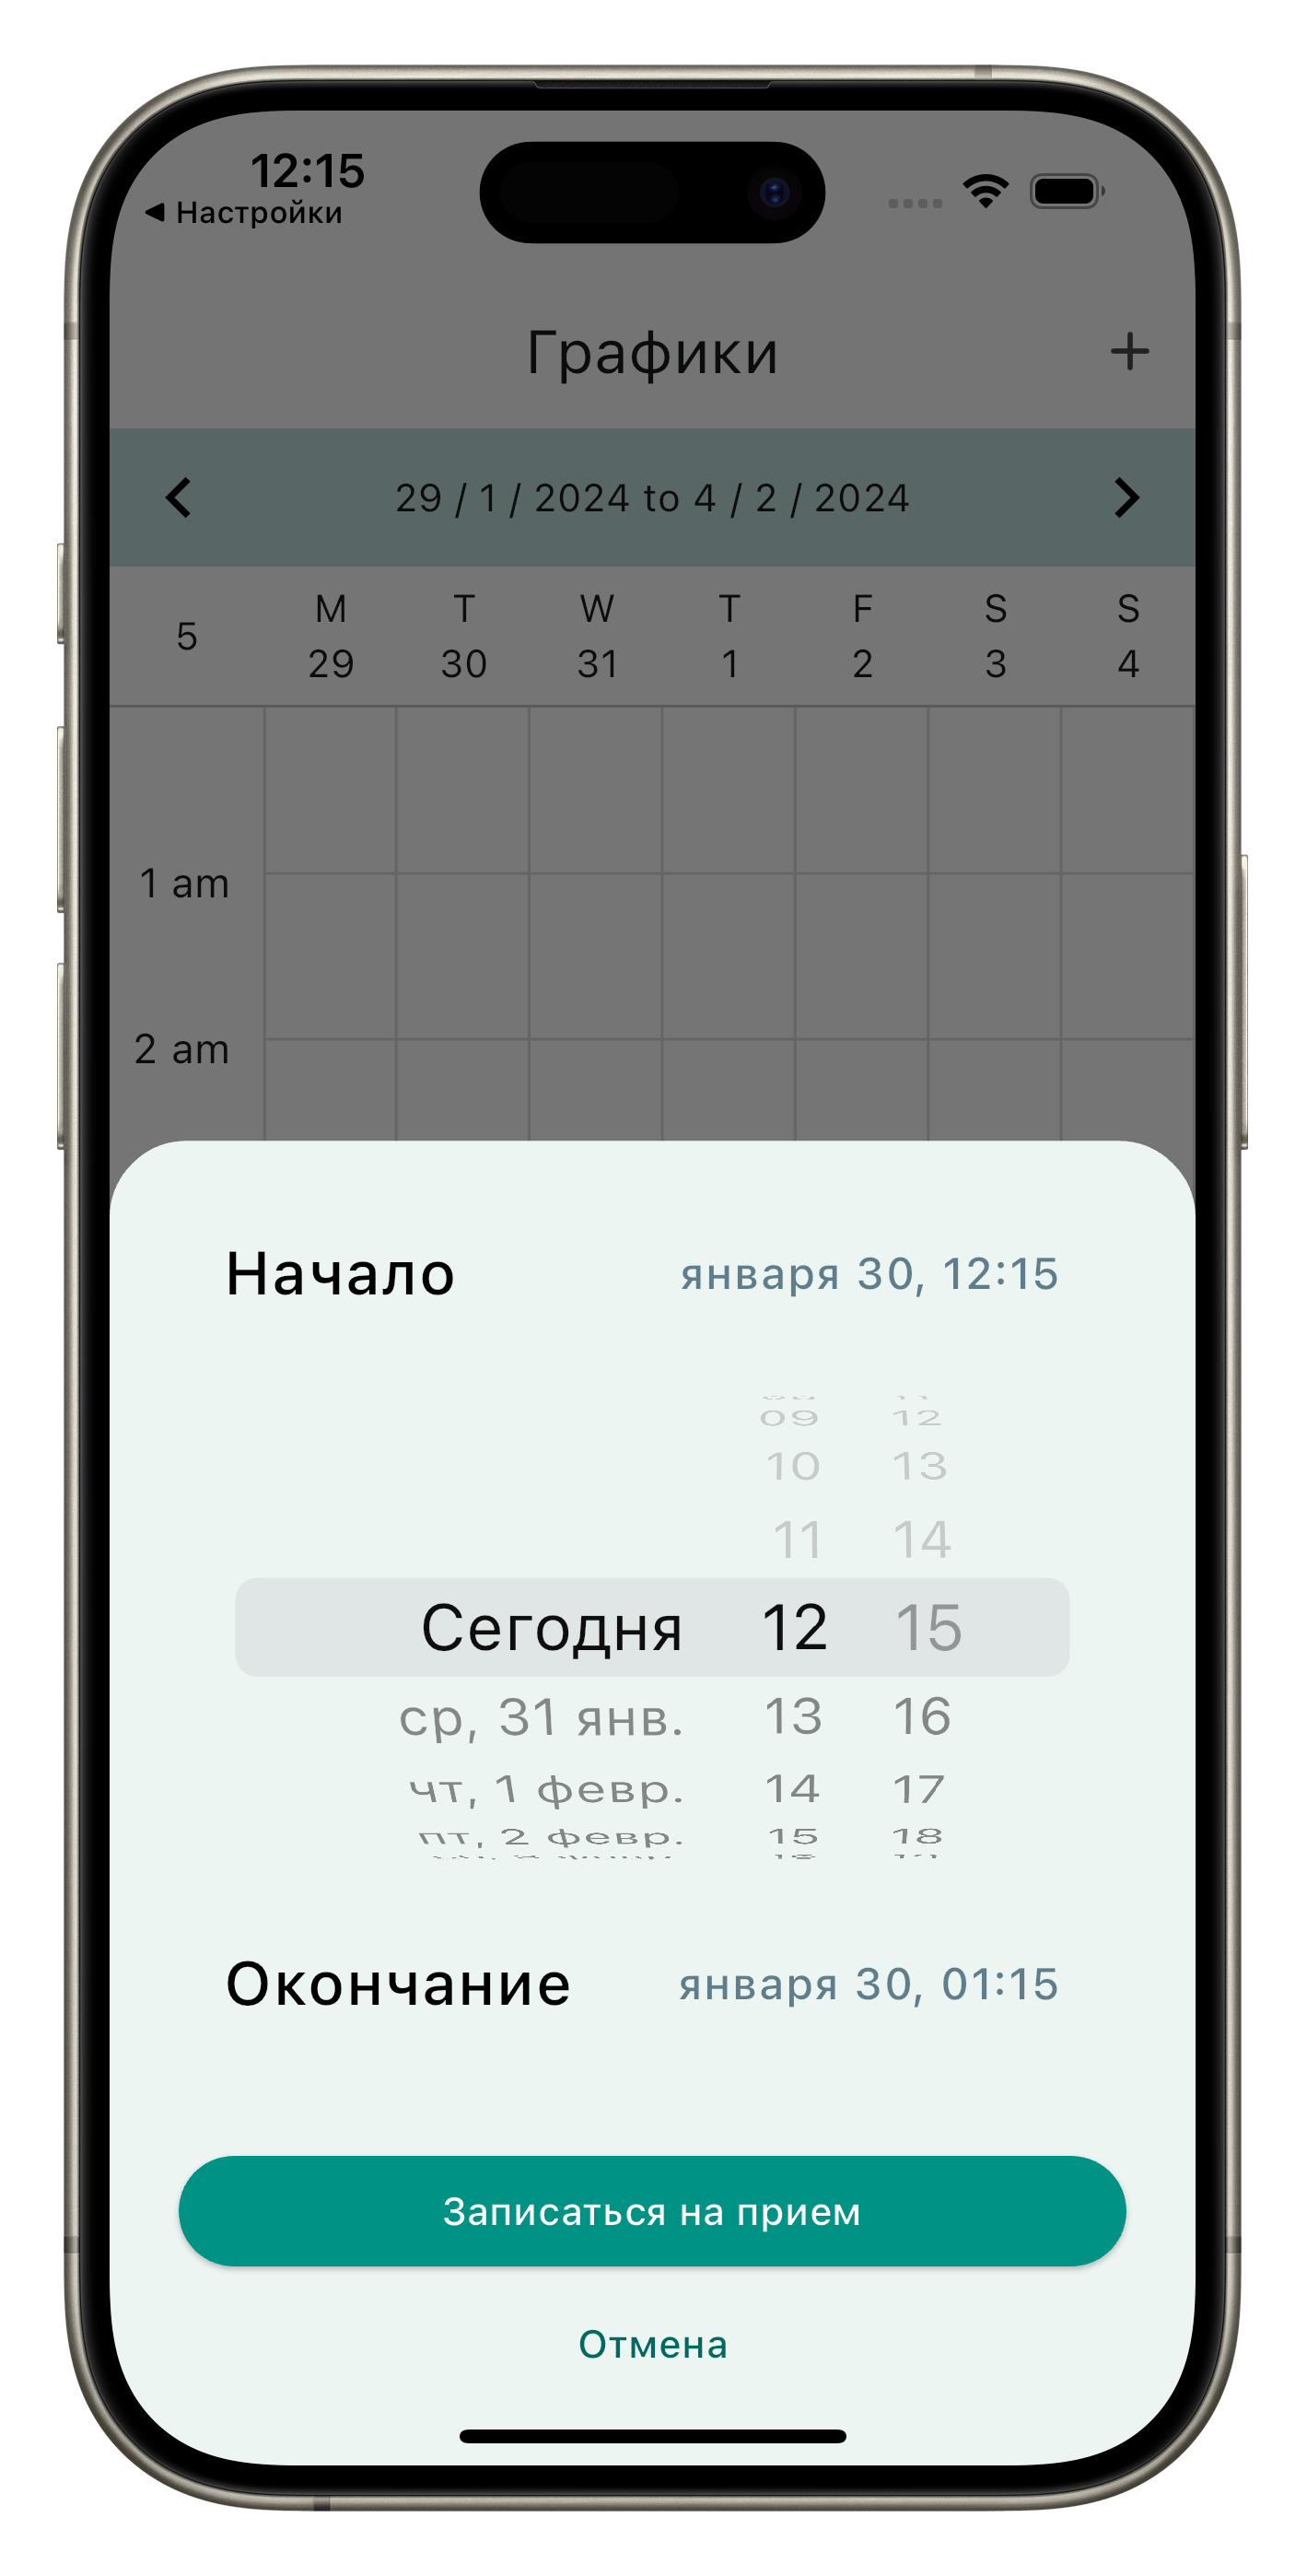 12:15
◀ Настройки
Графики
+
29 / 1 / 2024 to 4 / 2 / 2024
5 M T W T F S S
29 30 31 1 2 3 4
1 am
2 am
Начало января 30, 12:15
09 12
10 13
11 14
Сегодня 12 15
ср, 31 янв. 13 16
чт, 1 февр. 14 17
пт, 2 февр. 15 18
Окончание января 30, 01:15
Записаться на прием
Отмена